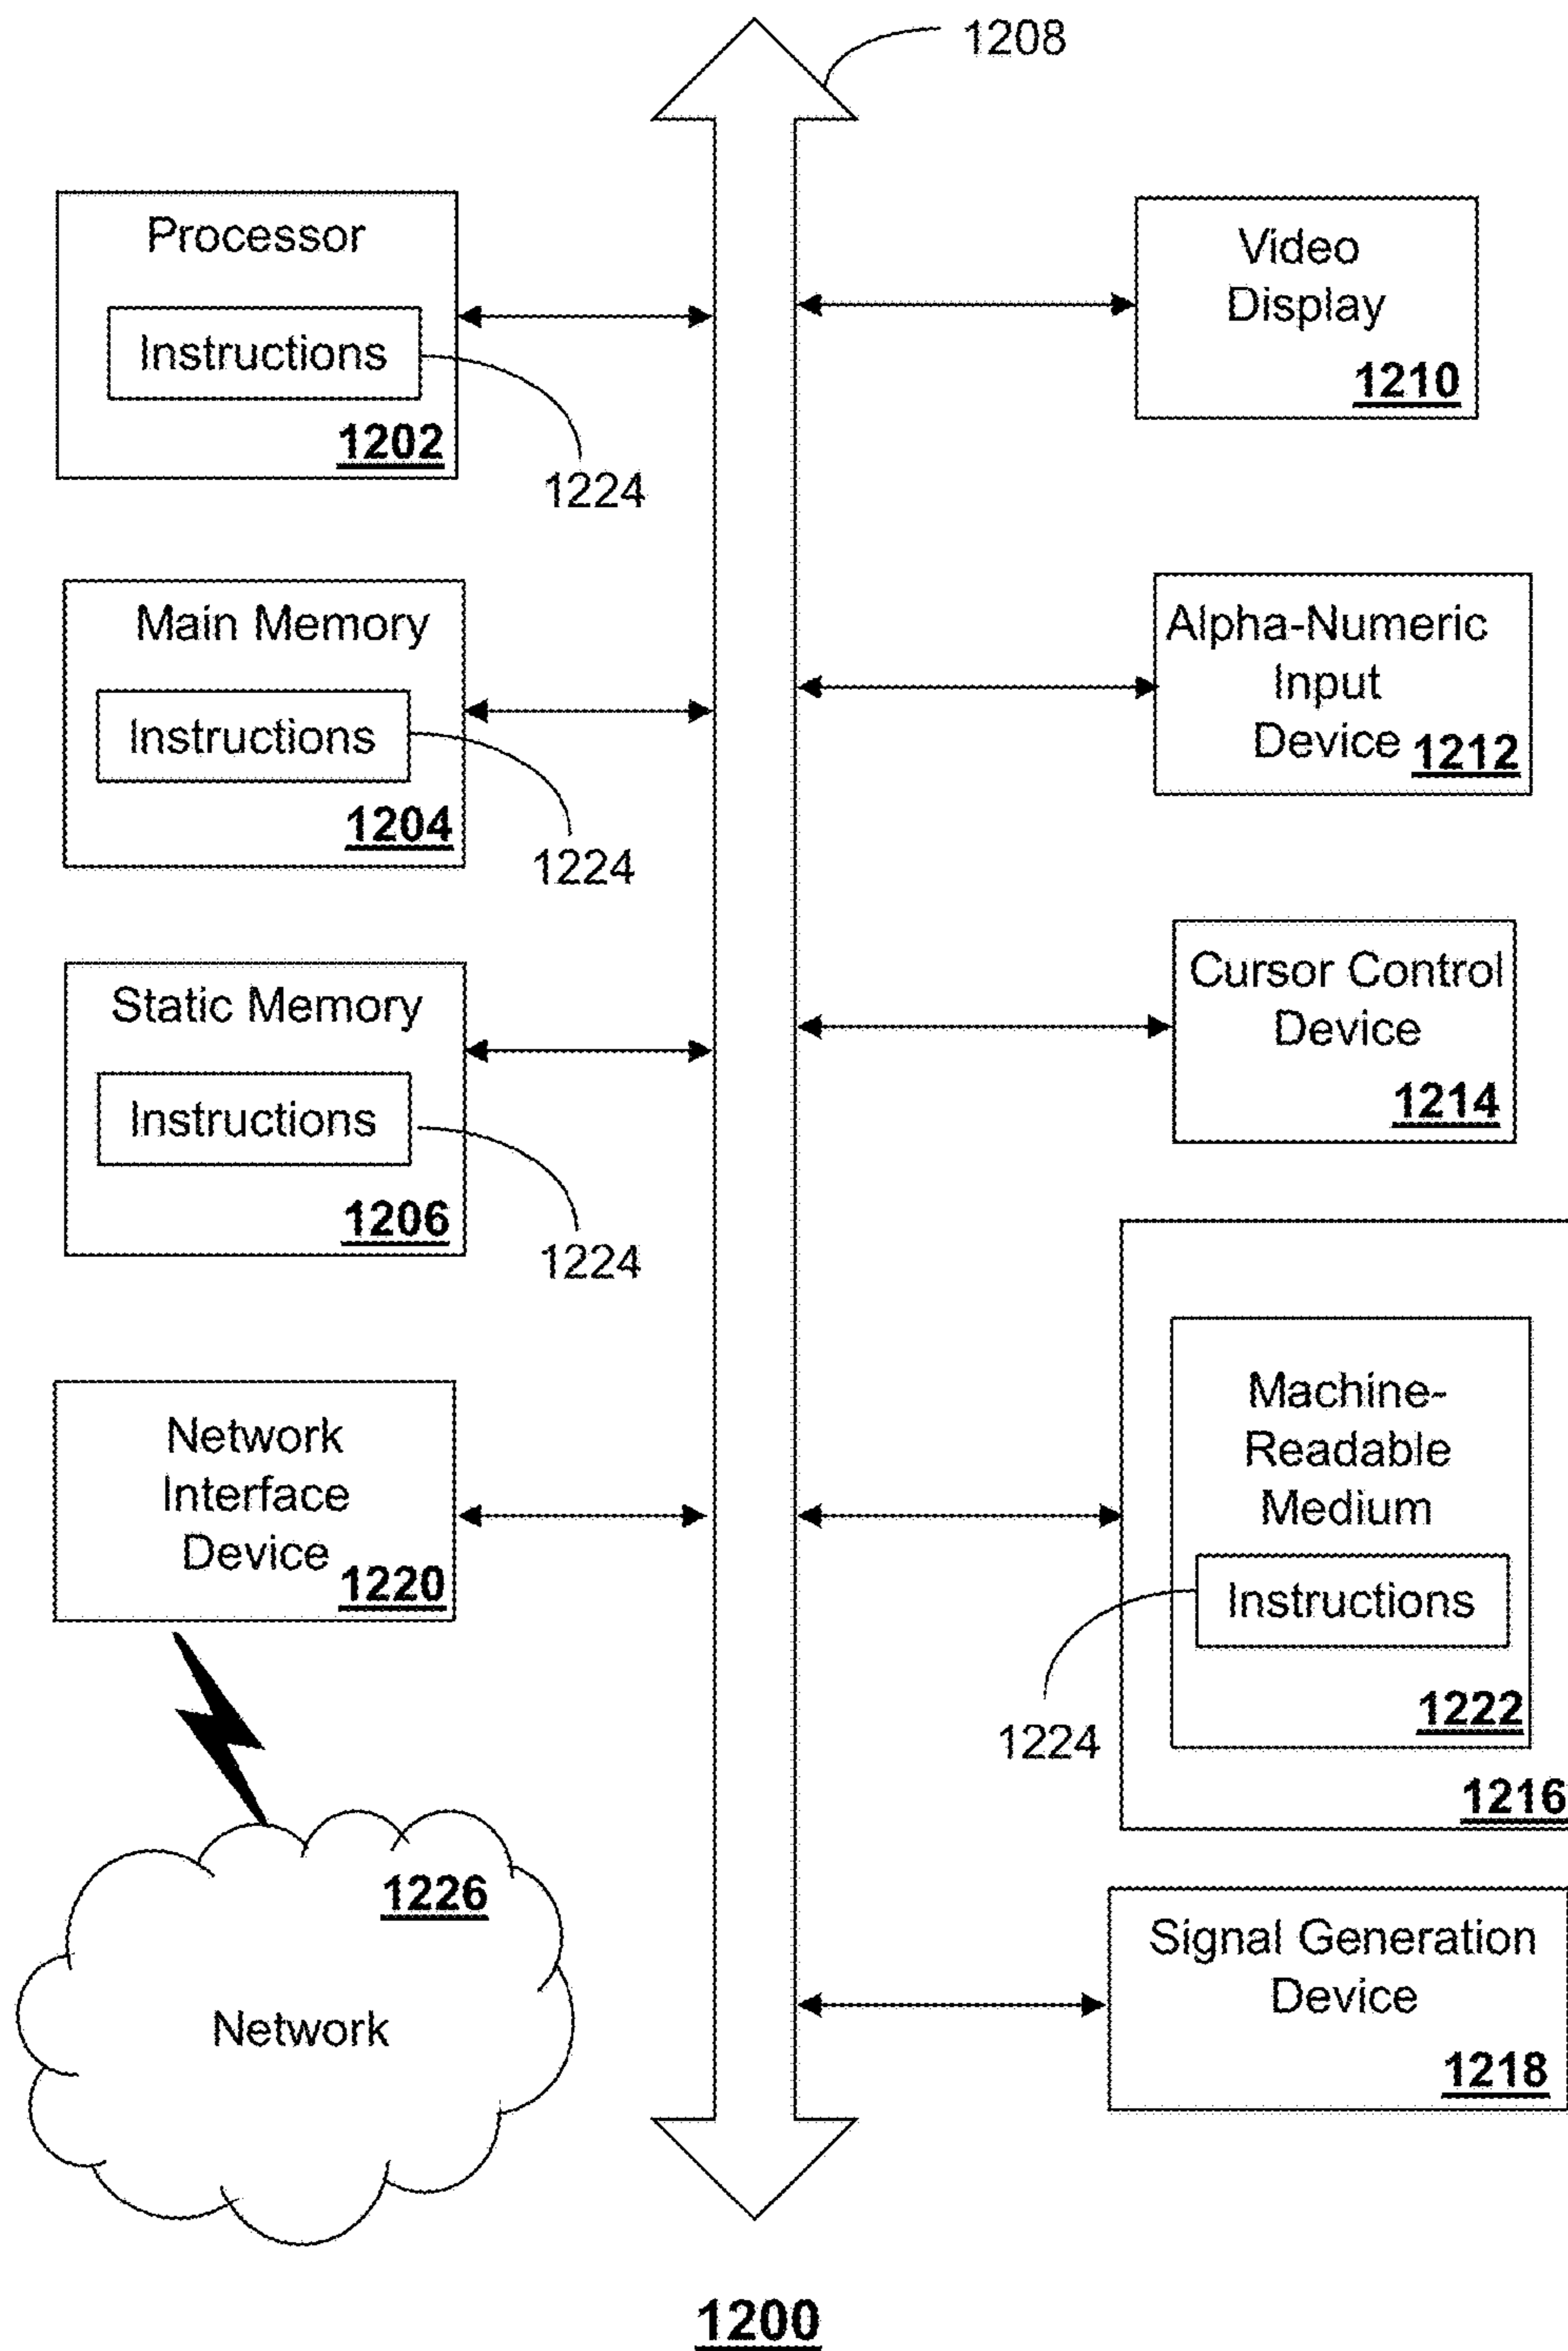 1208
Processor
Instructions
1202
1224
Main Memory
Instructions
1204
1224
Static Memory
Instructions
1206
1224
Network
Interface
Device
1220
1226
Network
Video
Display
1210
Alpha-Numeric
Input
Device 1212
Cursor Control
Device
1214
Machine-
Readable
Medium
Instructions
1224
1222
1216
Signal Generation
Device
1218
1200